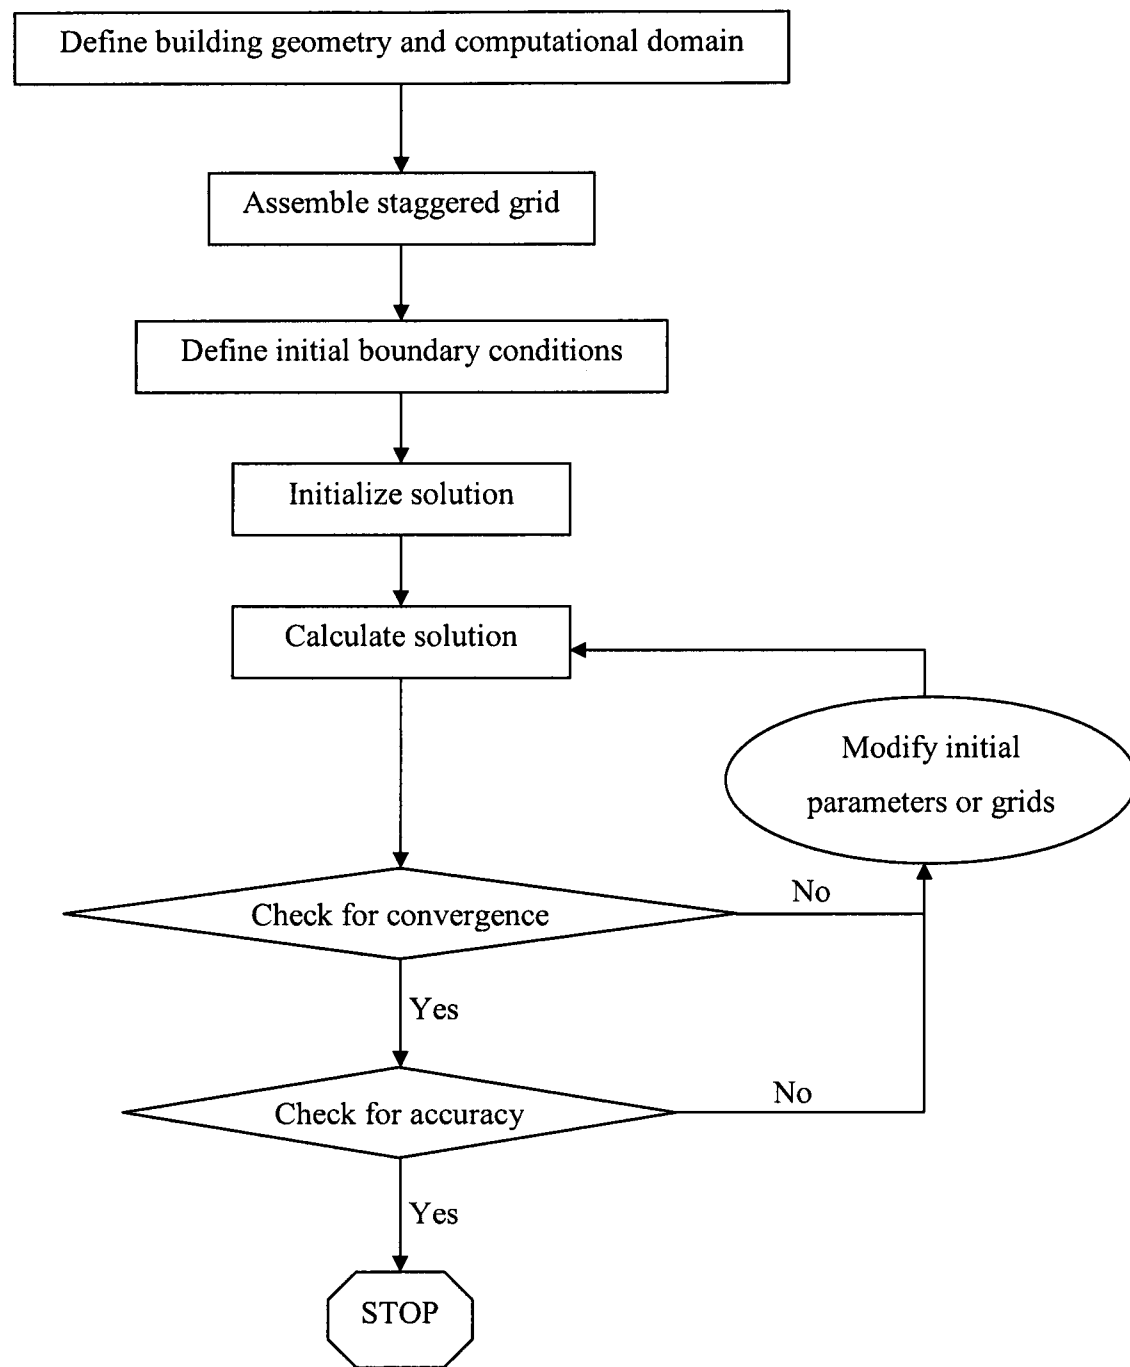 Define building geometry and computational domain
Assemble staggered grid
Define initial boundary conditions
Initialize solution
Calculate solution
Modify initial
parameters or grids
No
Check for convergence
Yes
No
Check for accuracy
Yes
STOP